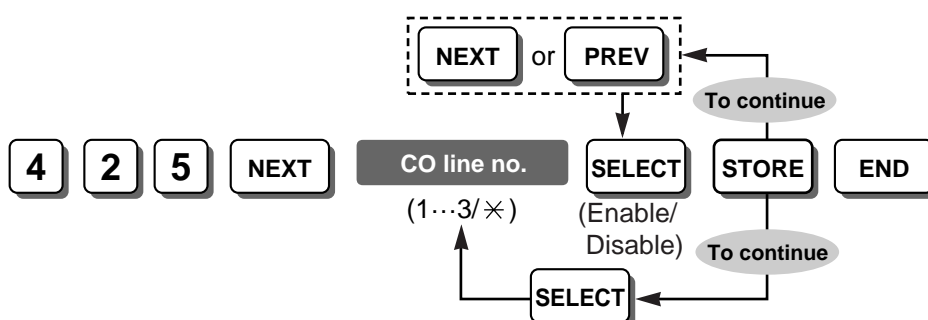 NEXT or PREV
To continue
4 2 5 NEXT CO line no. SELECT STORE END
(1···3/✳) (Enable/
Disable)
To continue
SELECT